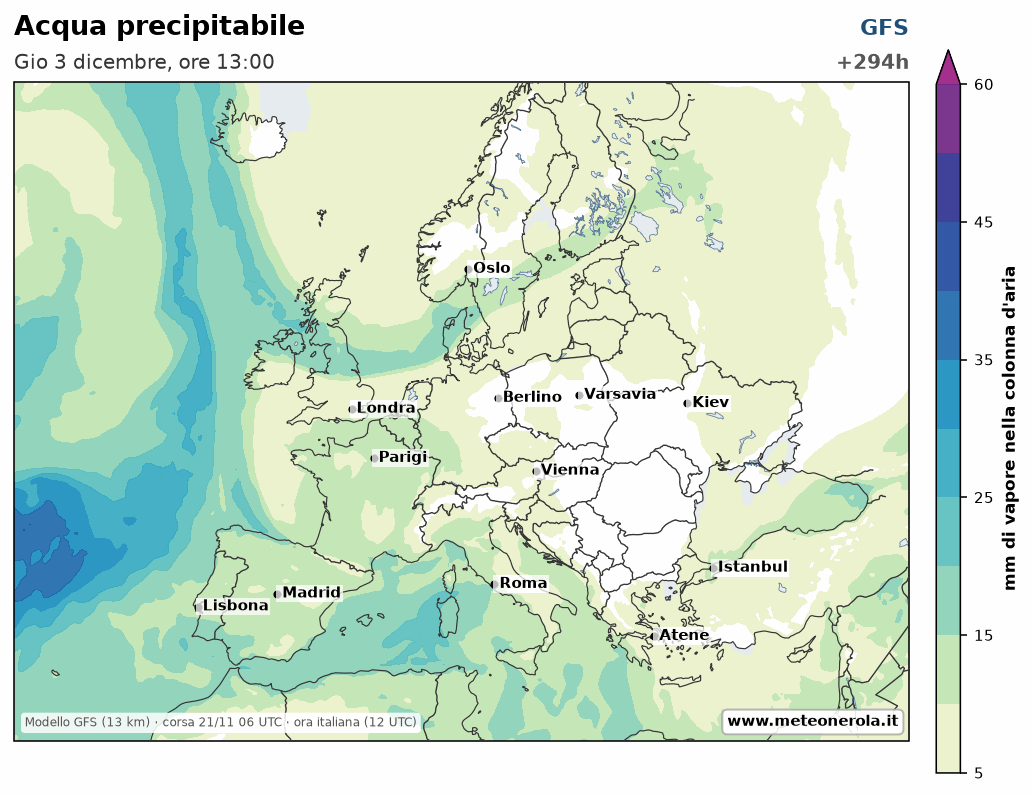 Acqua precipitabile
GFS
Gio 3 dicembre, ore 13:00
+294h
60
45
35
25
15
5
mm di vapore nella colonna d'aria
Oslo
Berlino
Varsavia
Kiev
Londra
Parigi
Vienna
Istanbul
Roma
Madrid
Lisbona
Atene
Modello GFS (13 km) · corsa 21/11 06 UTC · ora italiana (12 UTC)
www.meteonerola.it